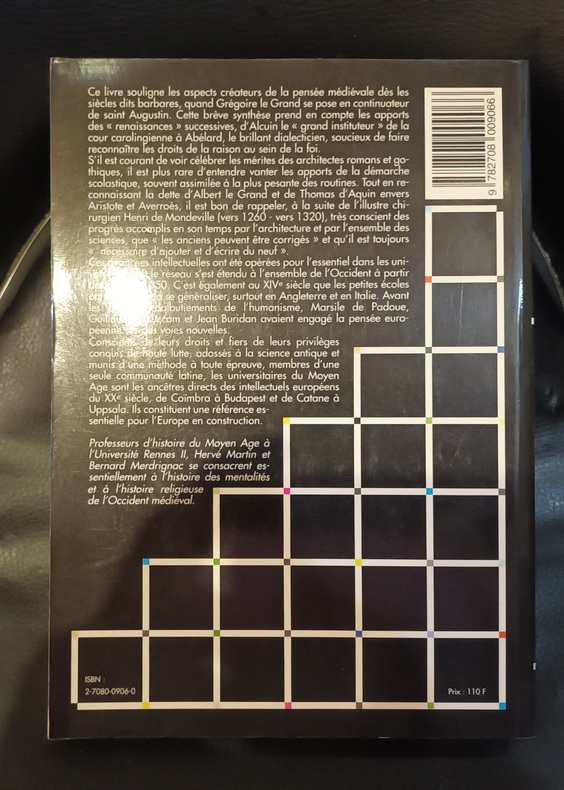 Ce livre souligne les aspects créateurs de la pensée médiévale dès les
siècles dits barbares, quand Grégoire le Grand se pose en continuateur
de saint Augustin. Cette brève synthèse prend en compte les apports
des « renaissances » successives, d'Alcuin le « grand instituteur » de la
cour carolingienne à Abélard, le brillant dialecticien, soucieux de faire
reconnaître les droits de la raison au sein de la foi.
S'il est courant de voir célébrer les mérites des architectes romans et go-
thiques, il est plus rare d'entendre vanter les apports de la démarche
scolastique, souvent assimilée à la plus pesante des routines. Tout en re-
connaissant la dette d'Albert le Grand et de Thomas d'Aquin envers
Aristote et Averroès, il est bon de rappeler, à la suite de l'illustre chi-
rurgien Henri de Mondeville (vers 1260 - vers 1320), très conscient des
progrès accomplis en son temps par l'architecture et par l'ensemble des
sciences, que « les anciens peuvent être corrigés » et qu'il est toujours
« nécessaire d'ajouter et d'écrire du neuf ».
intellectuels ont été opérées pour l'essentiel dans les uni-
le réseau s'est étendu à l'ensemble de l'Occident à partir
50. C'est également au XIVe siècle que les petites écoles
se généraliser, surtout en Angleterre et en Italie. Avant
de l'humanisme, Marsile de Padoue,
et Jean Buridan avaient engagé la pensée euro-
péenne voies nouvelles.
Conscients de leurs droits et fiers de leurs privilèges
conquis de haute lutte, adossés à la science antique et
munis d'une méthode à toute épreuve, membres d'une
seule communauté latine, les universitaires du Moyen
Age sont les ancêtres directs des intellectuels européens
du XXe siècle, de Coïmbra à Budapest et de Catane à
Uppsala. Ils constituent une référence es-
sentielle pour l'Europe en construction.
Professeurs d'histoire du Moyen Age à
l'Université Rennes II, Hervé Martin et
Bernard Merdrignac se consacrent es-
sentiellement à l'histoire des mentalités
et à l'histoire religieuse
de l'Occident médiéval.
9 782708 009066
ISBN :
2-7080-0906-0
Prix : 110 F